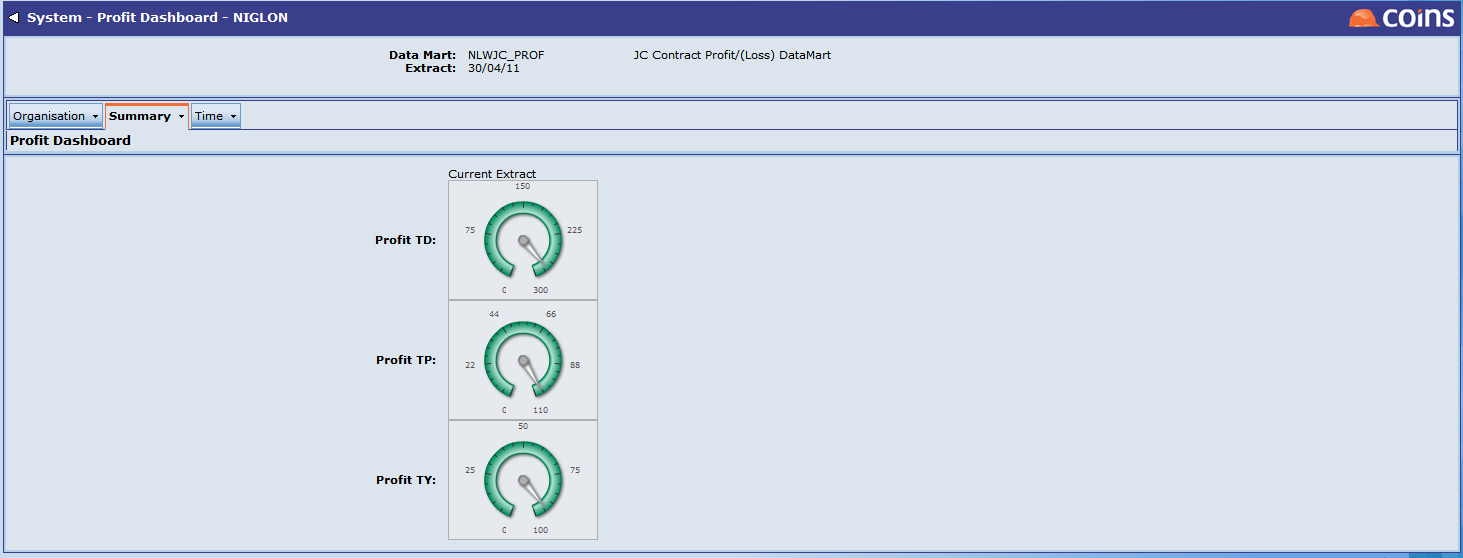 System - Profit Dashboard - NIGLON
coins
Data Mart: NLWJC_PROF JC Contract Profit/(Loss) DataMart
Extract: 30/04/11
Organisation Summary Time
Profit Dashboard
Current Extract
150
75 225
Profit TD:
0 300
44 66
Profit TP:
22 88
0 110
50
25 75
Profit TY:
0 100